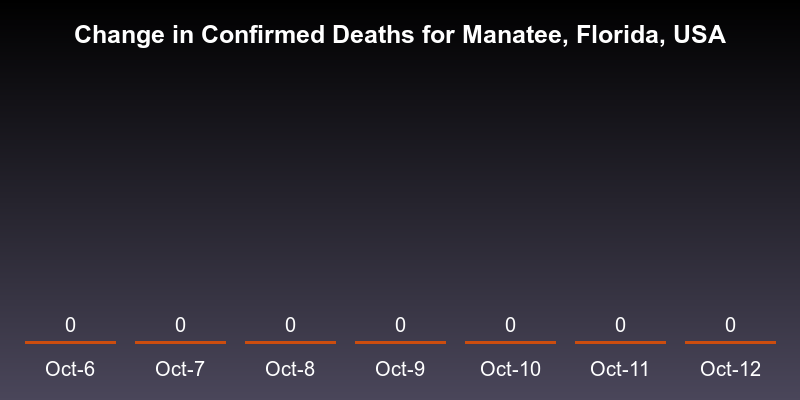 Change in Confirmed Deaths for Manatee, Florida, USA
0 0 0 0 0 0 0
Oct-6 Oct-7 Oct-8 Oct-9 Oct-10 Oct-11 Oct-12